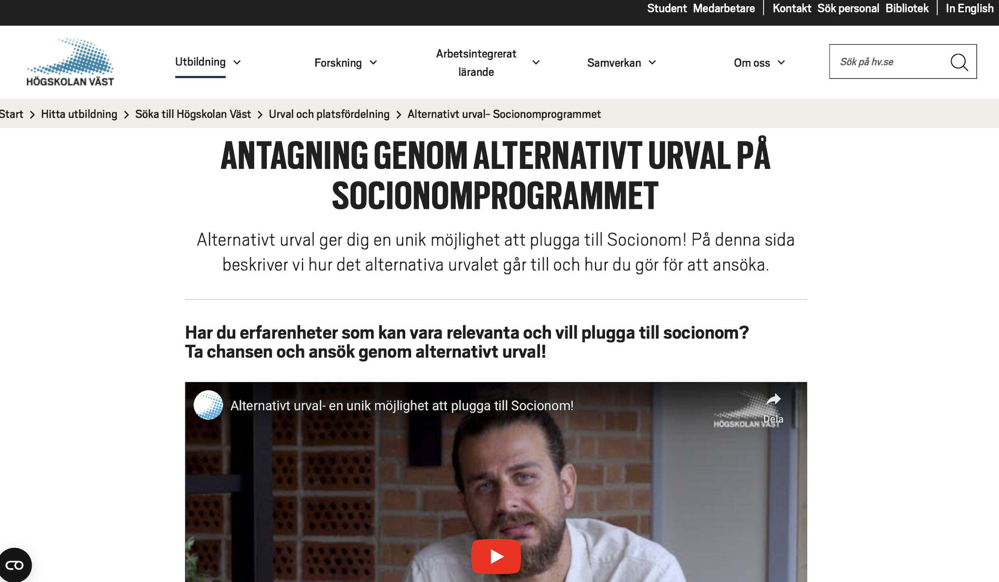 Student Medarbetare Kontakt Sök personal Bibliotek In English
HÖGSKOLAN VÄST
Utbildning
Forskning
Arbetsintegrerat
lärande
Samverkan
Om oss
Sök på hv.se
Start Hitta utbildning Söka till Högskolan Väst Urval och platsfördelning Alternativt urval- Socionomprogrammet
ANTAGNING GENOM ALTERNATIVT URVAL PÅ
SOCIONOMPROGRAMMET
Alternativt urval ger dig en unik möjlighet att plugga till Socionom! På denna sida
beskriver vi hur det alternativa urvalet går till och hur du gör för att ansöka.
Har du erfarenheter som kan vara relevanta och vill plugga till socionom?
Ta chansen och ansök genom alternativt urval!
Alternativt urval- en unik möjlighet att plugga till Socionom!
Dela
HÖGSKOLAN VÄST